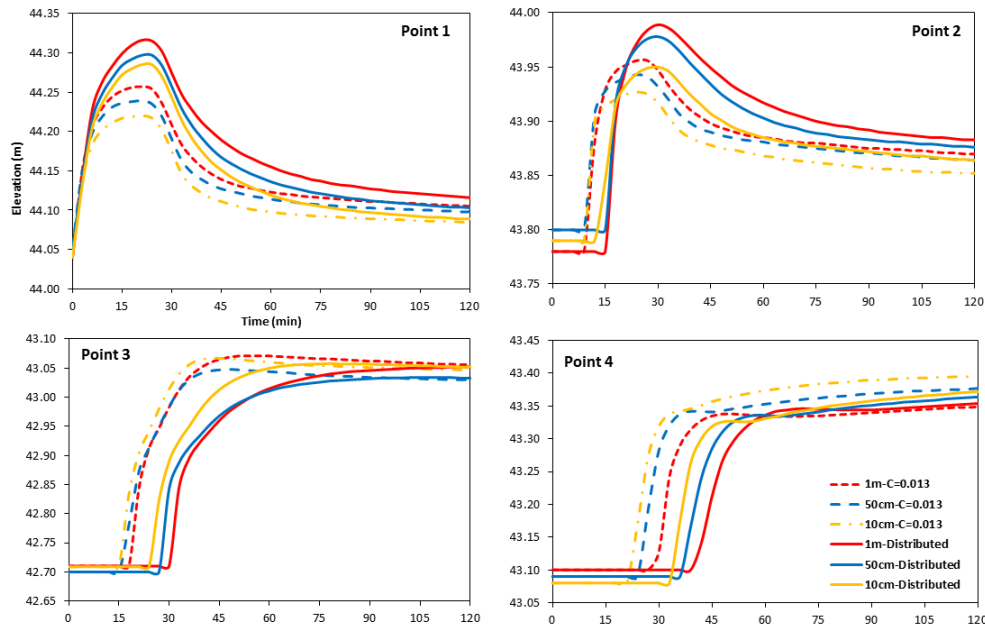 Point 1
44.35
44.30
44.25
44.20
44.15
44.10
44.05
44.00
Elevation (m)
0 15 30 45 60 75 90 105 120
Time (min)
Point 2
44.00
43.95
43.90
43.85
43.80
43.75
0 15 30 45 60 75 90 105 120
Point 3
43.10
43.05
43.00
42.95
42.90
42.85
42.80
42.75
42.70
42.65
0 15 30 45 60 75 90 105 120
Point 4
43.45
43.40
43.35
43.30
43.25
43.20
43.15
43.10
43.05
0 15 30 45 60 75 90 105 120
1m-C=0.013
50cm-C=0.013
10cm-C=0.013
1m-Distributed
50cm-Distributed
10cm-Distributed